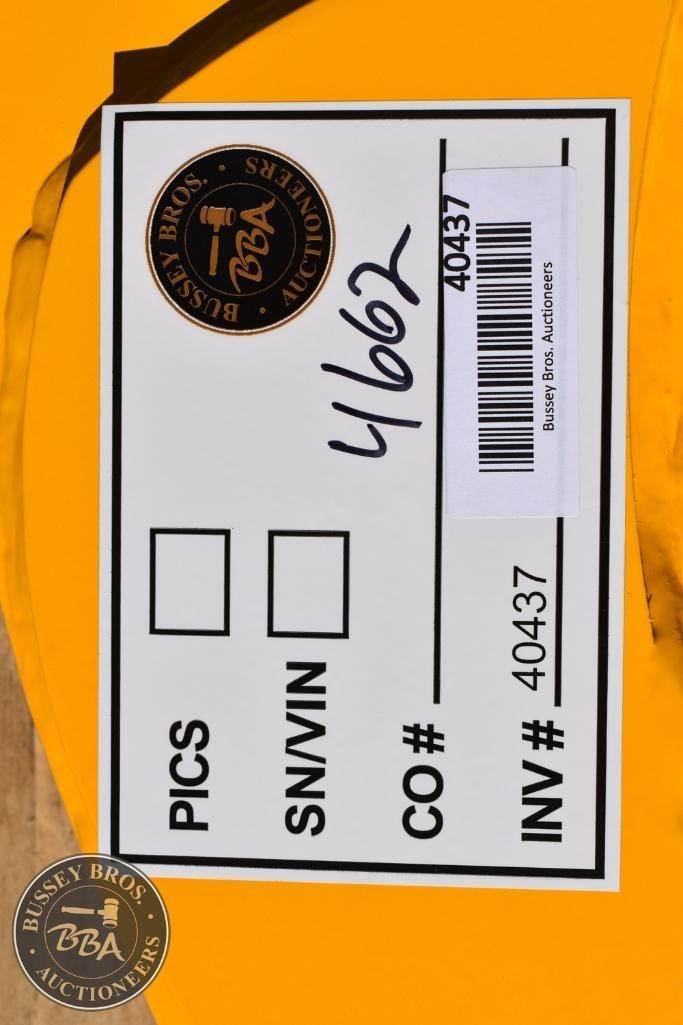 PICS
BUSSEY BROS.
BBA
AUCTIONEERS
SN/VIN
CO # 4662
INV # 40437
40437
Bussey Bros. Auctioneers
BUSSEY BROS.
BBA
AUCTIONEERS